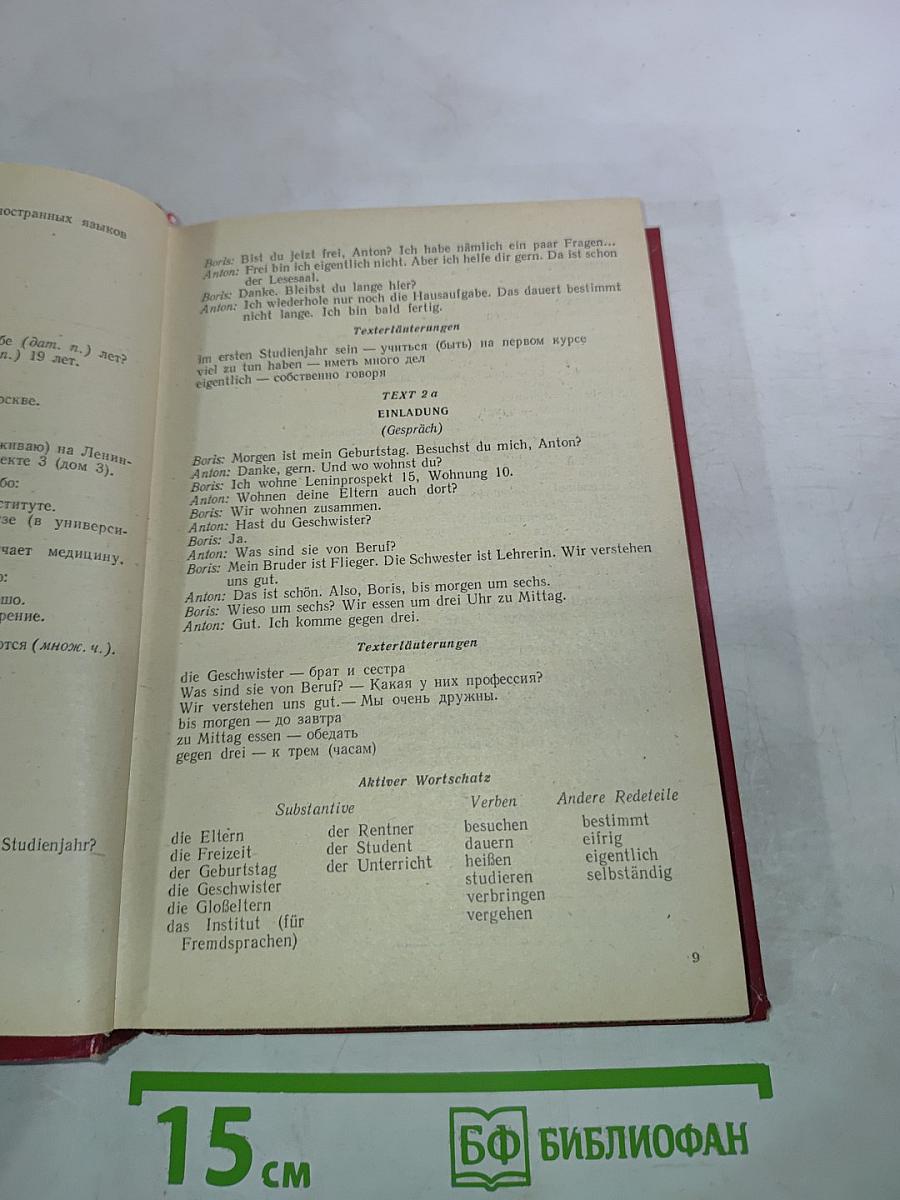 ностранных языков
бе (дат. п.) лет?
п.) 19 лет.
оскве.
живаю) на Ленин-
екте 3 (дом 3).
бо:
ституте.
зе (в универси-
чает медицину.
о:
шо.
рение.
отся (множ. ч.).
Studienjahr?
Boris: Bist du jetzt frei, Anton? Ich habe nämlich ein paar Fragen...
Anton: Frei bin ich eigentlich nicht. Aber ich helfe dir gern. Da ist schon
der Lesesaal.
Boris: Danke. Bleibst du lange hier?
Anton: Ich wiederhole nur noch die Hausaufgabe. Das dauert bestimmt
nicht lange. Ich bin bald fertig.
Texterläuterungen
im ersten Studienjahr sein — учиться (быть) на первом курсе
viel zu tun haben — иметь много дел
eigentlich — собственно говоря
TEXT 2a
EINLADUNG
(Gespräch)
Boris: Morgen ist mein Geburtstag. Besuchst du mich, Anton?
Anton: Danke, gern. Und wo wohnst du?
Boris: Ich wohne Leninprospekt 15, Wohnung 10.
Anton: Wohnen deine Eltern auch dort?
Boris: Wir wohnen zusammen.
Anton: Hast du Geschwister?
Boris: Ja.
Anton: Was sind sie von Beruf?
Boris: Mein Bruder ist Flieger. Die Schwester ist Lehrerin. Wir verstehen
uns gut.
Anton: Das ist schön. Also, Boris, bis morgen um sechs.
Boris: Wieso um sechs? Wir essen um drei Uhr zu Mittag.
Anton: Gut. Ich komme gegen drei.
Texterläuterungen
die Geschwister — брат и сестра
Was sind sie von Beruf? — Какая у них профессия?
Wir verstehen uns gut.— Мы очень дружны.
bis morgen — до завтра
zu Mittag essen — обедать
gegen drei — к трем (часам)
Aktiver Wortschatz
Substantive
die Eltern
die Freizeit
der Geburtstag
die Geschwister
die Gloßeltern
das Institut (für
Fremdsprachen)
der Rentner
der Student
der Unterricht
Verben
besuchen
dauern
heißen
studieren
verbringen
vergehen
Andere Redeteile
bestimmt
eifrig
eigentlich
selbständig
9
15 см
БФ БИБЛИОФАН